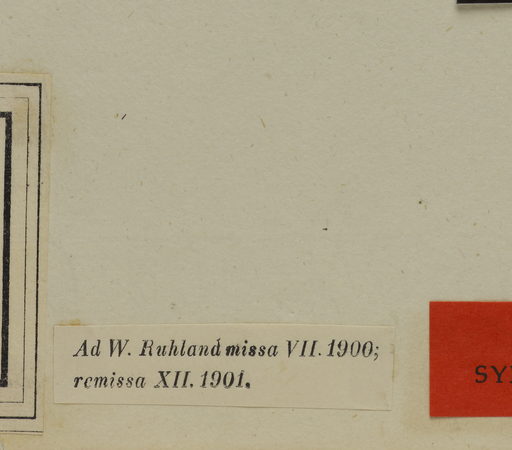 Ad W. Ruhland missa VII. 1900;
remissa XII. 1901.